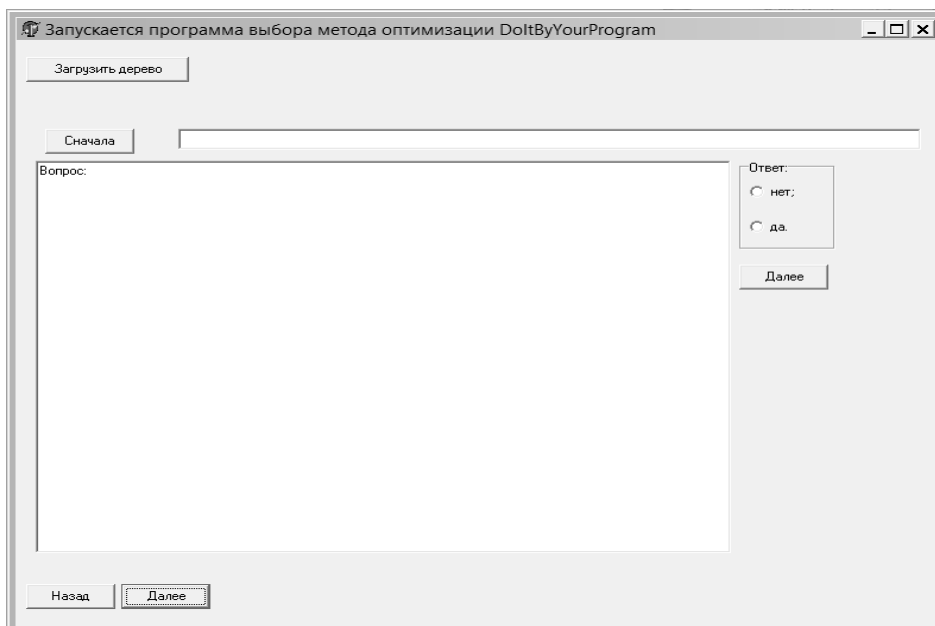 Запускается программа выбора метода оптимизации DoItByYourProgram
Загрузить дерево
Сначала
Вопрос:
Ответ:
нет;
да.
Далее
Назад Далее